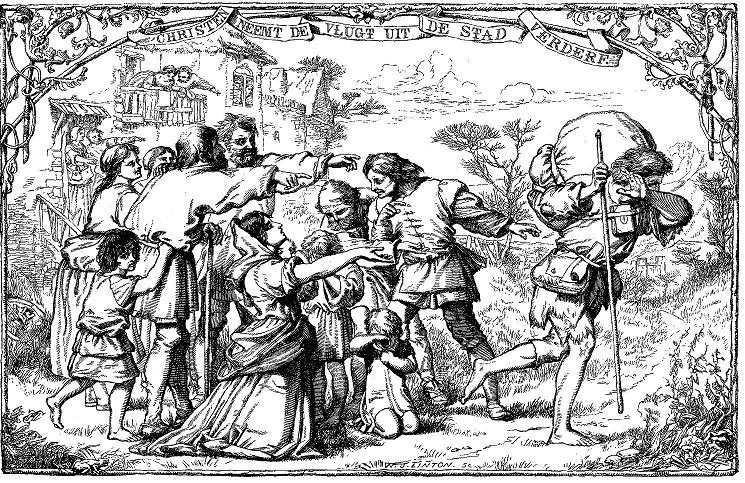 CHRISTEN NEEMT DE VLUGT UIT DE STAD VERDERF
W. J. LINTON. SC.